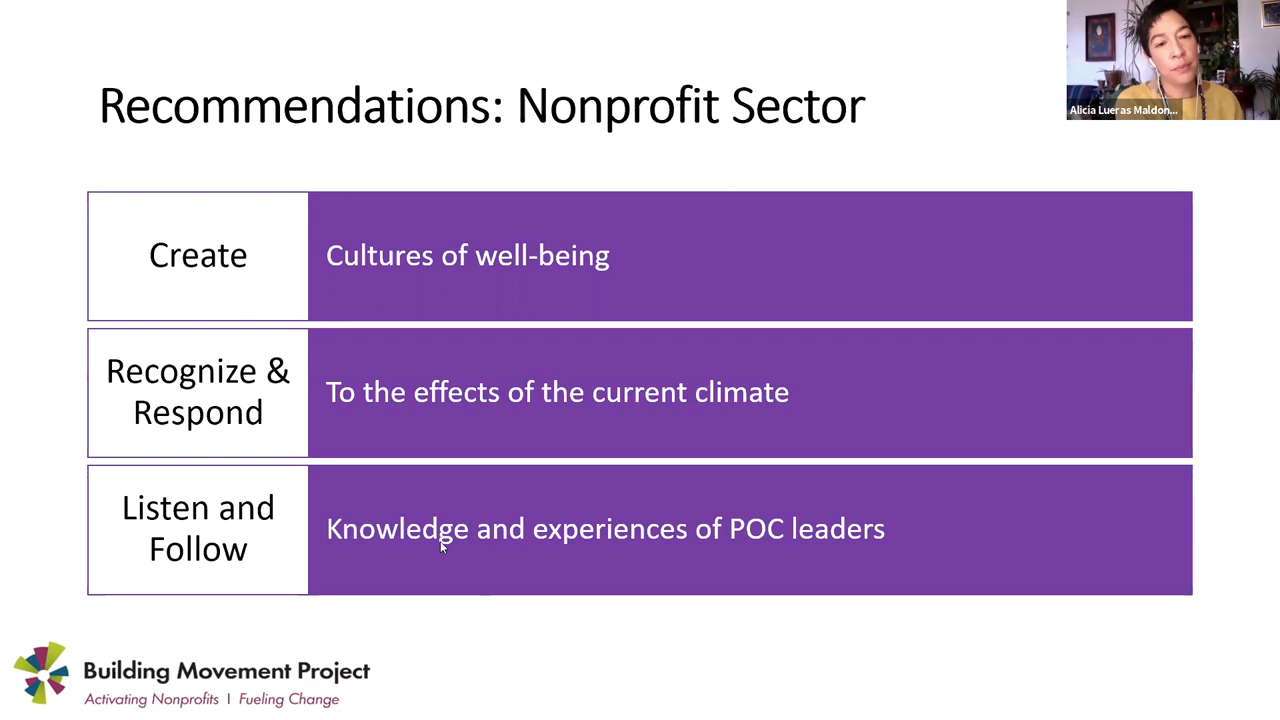 Recommendations: Nonprofit Sector
Alicia Lueras Maldon...
Create
Cultures of well-being
Recognize &
Respond
To the effects of the current climate
Listen and
Follow
Knowledge and experiences of POC leaders
Building Movement Project
Activating Nonprofits | Fueling Change